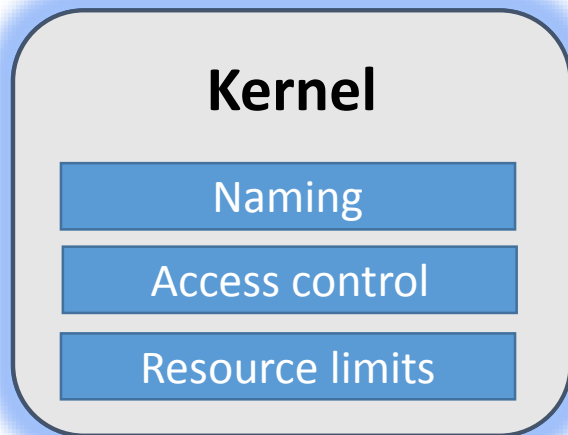 Kernel
Naming
Access control
Resource limits